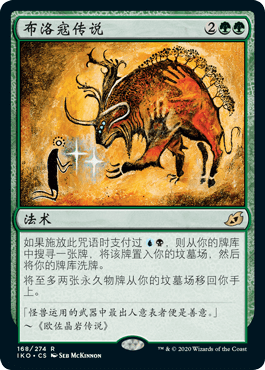 布洛寇传说 2
法术
如果施放此咒语时支付过 ，则从你的牌库
中搜寻一张牌，将该牌置入你的坟墓场，然后
将你的牌库洗牌。
将至多两张永久物牌从你的坟墓场移回你手
上。
「怪兽运用的武器中最出人意表者便是善意。」
～《欧佐晶岩传说》
168/274 R
IKO • CS SEB MCKINNON
™ & © 2020 Wizards of the Coast